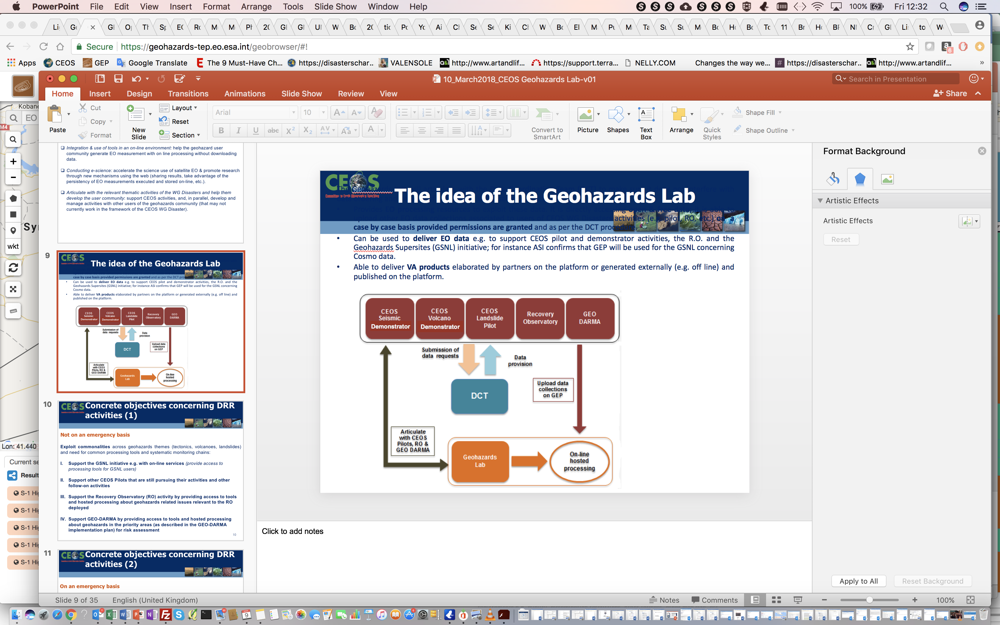 PowerPoint File Edit View Insert Format Arrange Tools Slide Show Window Help
100% Fri 12:32
Secure https://geohazards-tep.eo.esa.int/geobrowser/#!
Apps CEOS GEP Google Translate The 9 Must-Have Ch... https://disasterschar... VALENSOLE http://www.artandlif... https://support.terra... NELLY.COM Changes the way we... https://disasterschar... http://www.artandlif... »
10_March2018_CEOS Geohazards Lab-v01
Search in Presentation
Home Insert Design Transitions Animations Slide Show Review View
Share
Paste
Cut
Copy
Format
New
Slide
Layout
Reset
Section
Arial 10
Convert to
SmartArt
Picture
Shapes
Text
Box
Arrange
Quick
Styles
Shape Fill
Shape Outline
Kobane
EO
M4
wkt
Sy
Lon: 41.440
Current se
Result
S-1 Hig
S-1 Hig
S-1 Hig
S-1 Hig
S-1 Hig
Integration & use of tools in an on-line environment: help the geohazard user
community generate EO measurement with on line processing without downloading
data.
Conducting e-science: accelerate the science use of satellite EO & promote research
through new mechanisms using the web (sharing results, take advantage of the
persistency of EO measurements executed and stored on-line, etc.).
Articulate with the relevant thematic activities of the WG Disasters and help them
develop the user community: support CEOS activities, and, in parallel, develop and
manage activities with other users of the geohazards community (that may not
currently work in the framework of the CEOS WG Disaster).
9
CEOS
The idea of the Geohazards Lab
case by case basis provided permissions are granted and as per the DCT pro
• Can be used to deliver EO data e.g. to support CEOS pilot and demonstrator activities, the R.O. and the
Geohazards Supersites (GSNL) initiative; for instance ASI confirms that GEP will be used for the GSNL concerning
Cosmo data.
• Able to deliver VA products elaborated by partners on the platform or generated externally (e.g. off line) and
published on the platform.
CEOS
Seismic
Demonstrator
CEOS
Volcano
Demonstrator
CEOS
Landslide
Pilot
Recovery
Observatory
GEO
DARMA
Submission of
data requests
Data
provision
DCT
Upload data
collections
on GEP
Articulate
with CEOS
Pilots, RO &
GEO DARMA
Geohazards
Lab
On-line
hosted
processing
10
CEOS
Concrete objectives concerning DRR
activities (1)
Not on an emergency basis
Exploit commonalities across geohazards themes (tectonics, volcanoes, landslides)
and need for common processing tools and systematic monitoring chains:
I. Support the GSNL initiative e.g. with on-line services (provide access to
processing tools for GSNL users)
II. Support other CEOS Pilots that are still pursuing their activities and other
follow-on activities
III. Support the Recovery Observatory (RO) activity by providing access to tools
and hosted processing about geohazards related issues relevant to the RO
deployed
IV. Support GEO-DARMA by providing access to tools and hosted processing
about geohazards in the priority areas (as described in the GEO-DARMA
implementation plan) for risk assessment
10
11
CEOS
Concrete objectives concerning DRR
activities (2)
On an emergency basis
CEOS
Committee on Earth Observation Satellites
The idea of the Geohazards Lab
activities (e.g. pilot, RO, etc.) on a
case by case basis provided permissions are granted and as per the DCT procedure
• Can be used to deliver EO data e.g. to support CEOS pilot and demonstrator activities, the R.O. and the
Geohazards Supersites (GSNL) initiative; for instance ASI confirms that GEP will be used for the GSNL concerning
Cosmo data.
• Able to deliver VA products elaborated by partners on the platform or generated externally (e.g. off line) and
published on the platform.
CEOS
Seismic
Demonstrator
CEOS
Volcano
Demonstrator
CEOS
Landslide
Pilot
Recovery
Observatory
GEO
DARMA
Submission of
data requests
Data
provision
DCT
Upload data
collections
on GEP
Articulate
with CEOS
Pilots, RO &
GEO DARMA
Geohazards
Lab
On-line
hosted
processing
Click to add notes
Format Background
Artistic Effects
Artistic Effects
Reset
Apply to All
Reset Background
Slide 9 of 35 English (United Kingdom)
Notes Comments 100%